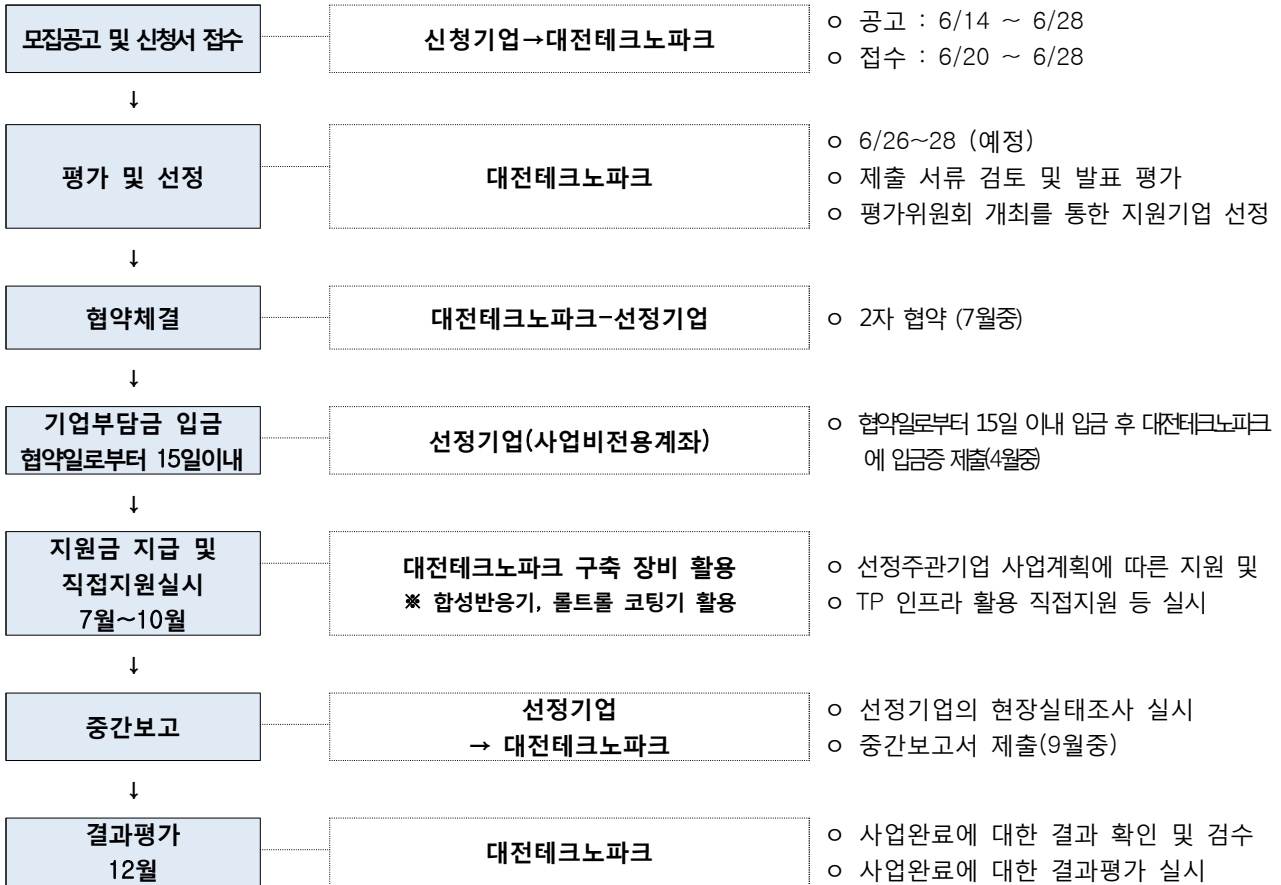 모집공고 및 신청서 접수
신청기업→대전테크노파크
ㅇ 공고 : 6/14 ~ 6/28
ㅇ 접수 : 6/20 ~ 6/28
↓
평가 및 선정
대전테크노파크
ㅇ 6/26~28 (예정)
ㅇ 제출 서류 검토 및 발표 평가
ㅇ 평가위원회 개최를 통한 지원기업 선정
↓
협약체결
대전테크노파크-선정기업
ㅇ 2자 협약 (7월중)
↓
기업부담금 입금
협약일로부터 15일이내
선정기업(사업비전용계좌)
ㅇ 협약일로부터 15일 이내 입금 후 대전테크노파크
에 입금증 제출(4월중)
↓
지원금 지급 및
직접지원실시
7월~10월
대전테크노파크 구축 장비 활용
※ 합성반응기, 롤트롤 코팅기 활용
ㅇ 선정주관기업 사업계획에 따른 지원 및
ㅇ TP 인프라 활용 직접지원 등 실시
↓
중간보고
선정기업
→ 대전테크노파크
ㅇ 선정기업의 현장실태조사 실시
ㅇ 중간보고서 제출(9월중)
↓
결과평가
12월
대전테크노파크
ㅇ 사업완료에 대한 결과 확인 및 검수
ㅇ 사업완료에 대한 결과평가 실시